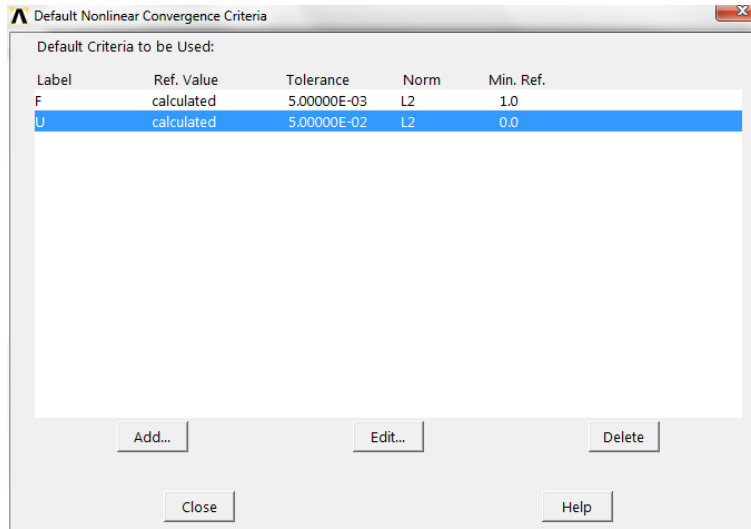 Default Nonlinear Convergence Criteria
Default Criteria to be Used:
Label Ref. Value Tolerance Norm Min. Ref.
F calculated 5.00000E-03 L2 1.0
U calculated 5.00000E-02 L2 0.0
Add... Edit... Delete
Close Help